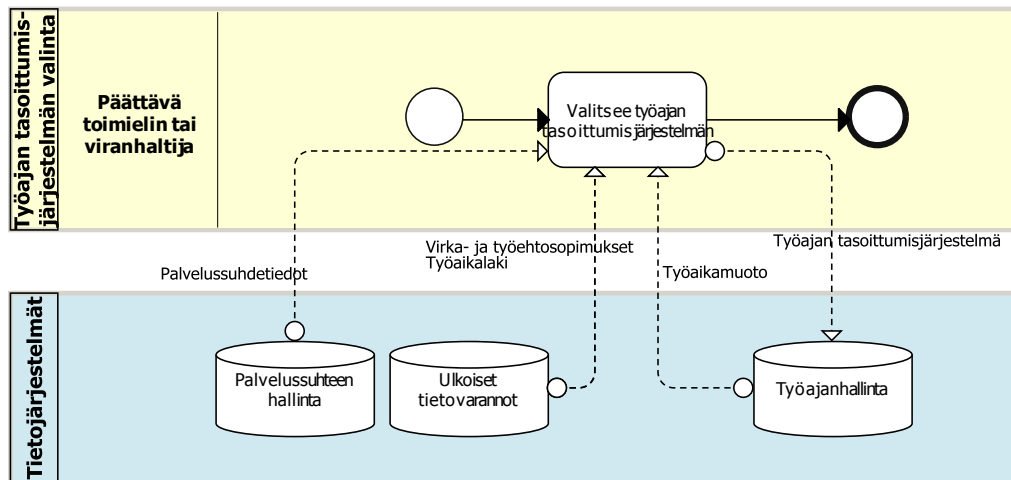 Työajan tasoittumis-
järjestelmän valinta
Päättävä
toimielin tai
viranhaltija
Valitsee työajan
tasoittumisjärjestelmän
Palvelussuhdetiedot
Virka- ja työehtosopimukset
Työaikalaki
Työaikamuoto
Työajan tasoittumisjärjestelmä
Tietojärjestelmät
Palvelussuhteen
hallinta
Ulkoiset
tietovarannot
Työajanhallinta